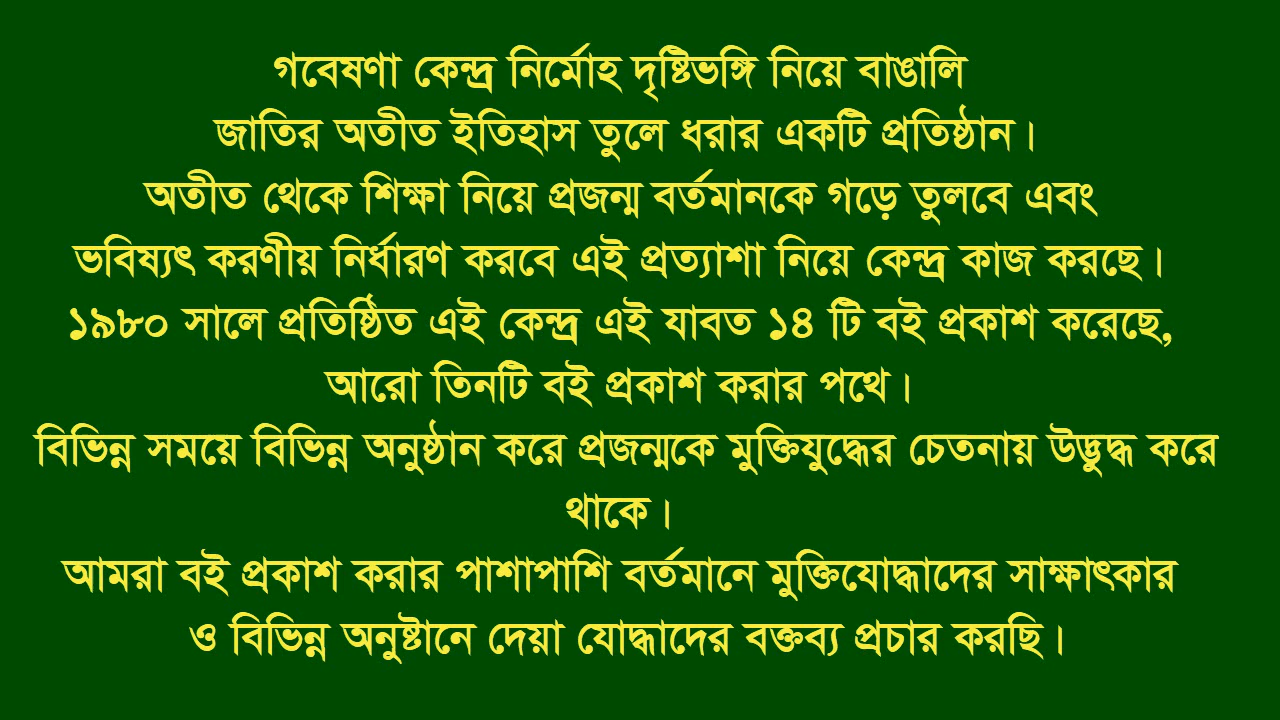 গবেষণা কেন্দ্র নির্মোহ দৃষ্টিভঙ্গি নিয়ে বাঙালি
জাতির অতীত ইতিহাস তুলে ধরার একটি প্রতিষ্ঠান।
অতীত থেকে শিক্ষা নিয়ে প্রজন্ম বর্তমানকে গড়ে তুলবে এবং
ভবিষ্যৎ করণীয় নির্ধারণ করবে এই প্রত্যাশা নিয়ে কেন্দ্র কাজ করছে।
১৯৮০ সালে প্রতিষ্ঠিত এই কেন্দ্র এই যাবত ১৪ টি বই প্রকাশ করেছে,
আরো তিনটি বই প্রকাশ করার পথে।
বিভিন্ন সময়ে বিভিন্ন অনুষ্ঠান করে প্রজন্মকে মুক্তিযুদ্ধের চেতনায় উদ্ভুদ্ধ করে
থাকে।
আমরা বই প্রকাশ করার পাশাপাশি বর্তমানে মুক্তিযোদ্ধাদের সাক্ষাৎকার
ও বিভিন্ন অনুষ্টানে দেয়া যোদ্ধাদের বক্তব্য প্রচার করছি।